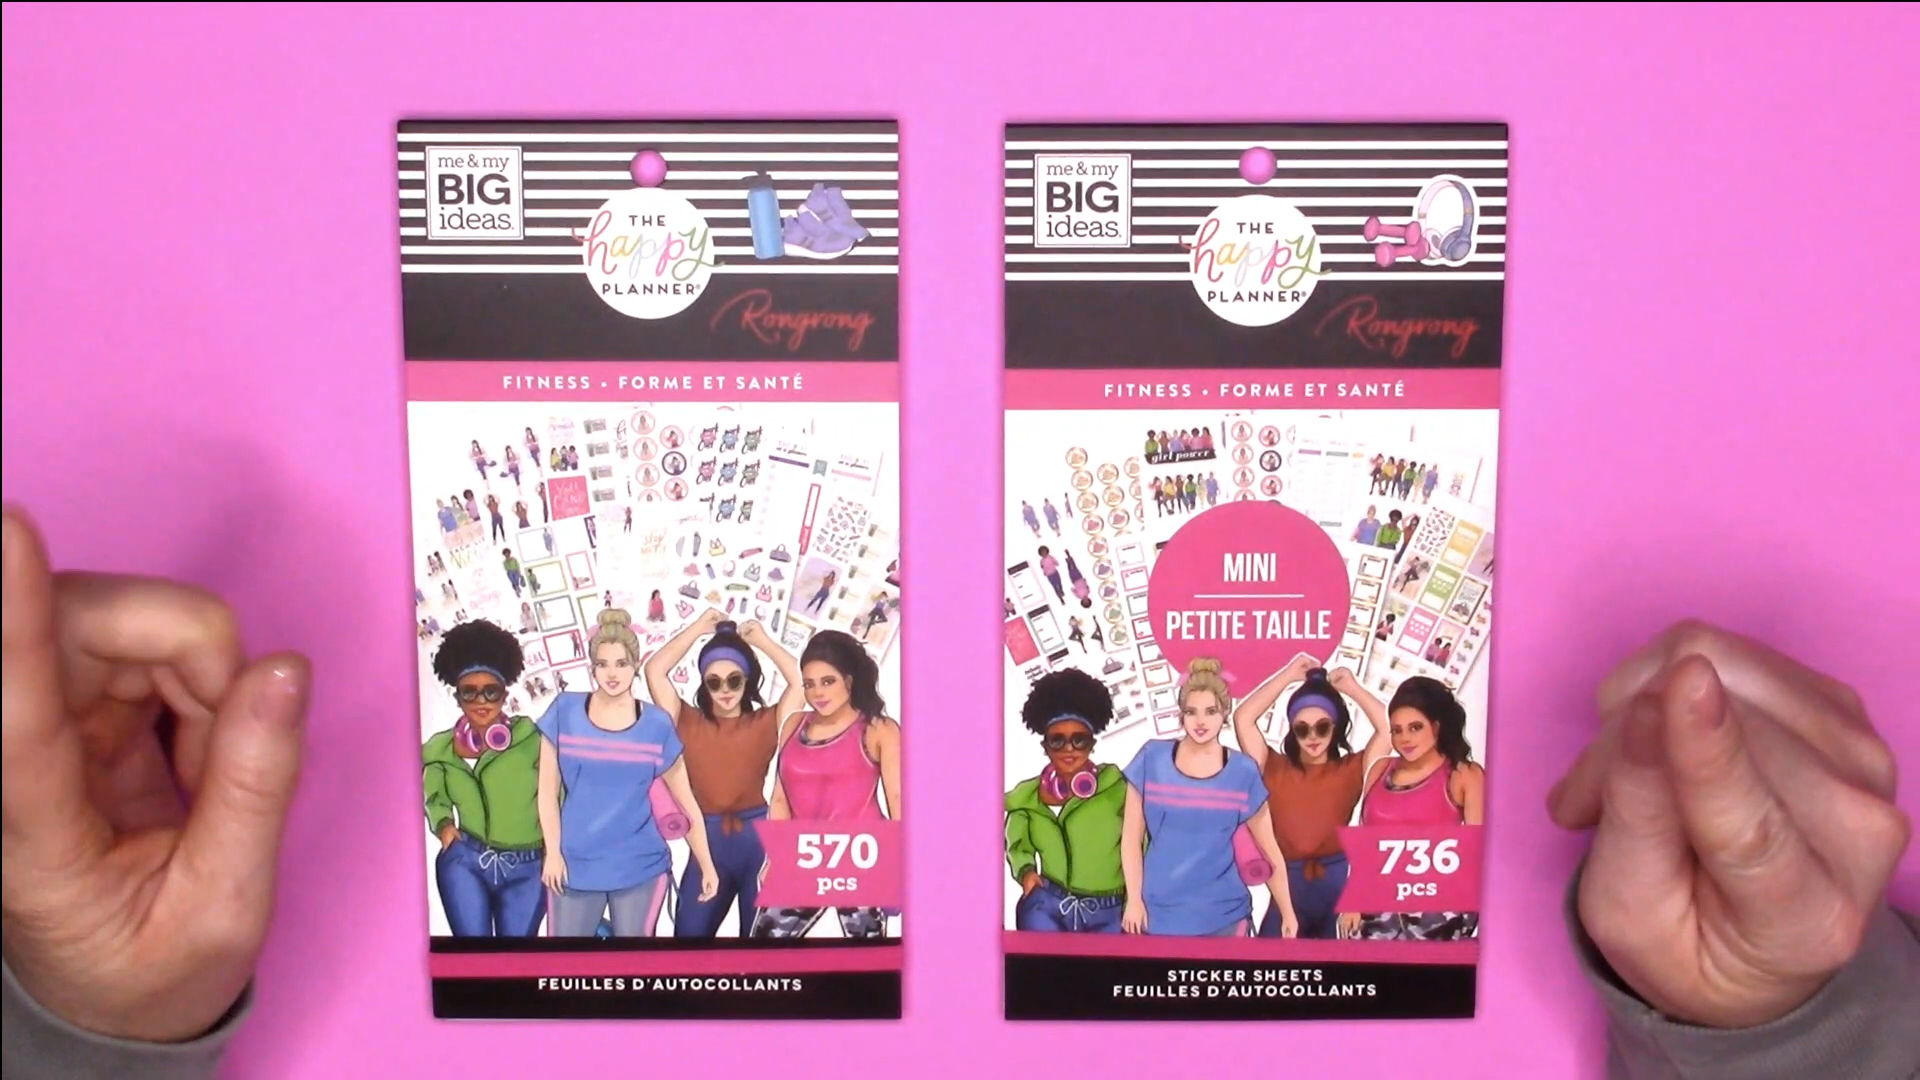 me & my
BIG
ideas.
THE
happy
PLANNER®
Rongrong
FITNESS • FORME ET SANTÉ
570
pcs
FEUILLES D'AUTOCOLLANTS
me & my
BIG
ideas.
THE
happy
PLANNER®
Rongrong
FITNESS • FORME ET SANTÉ
girl power
MINI
PETITE TAILLE
736
pcs
STICKER SHEETS
FEUILLES D'AUTOCOLLANTS